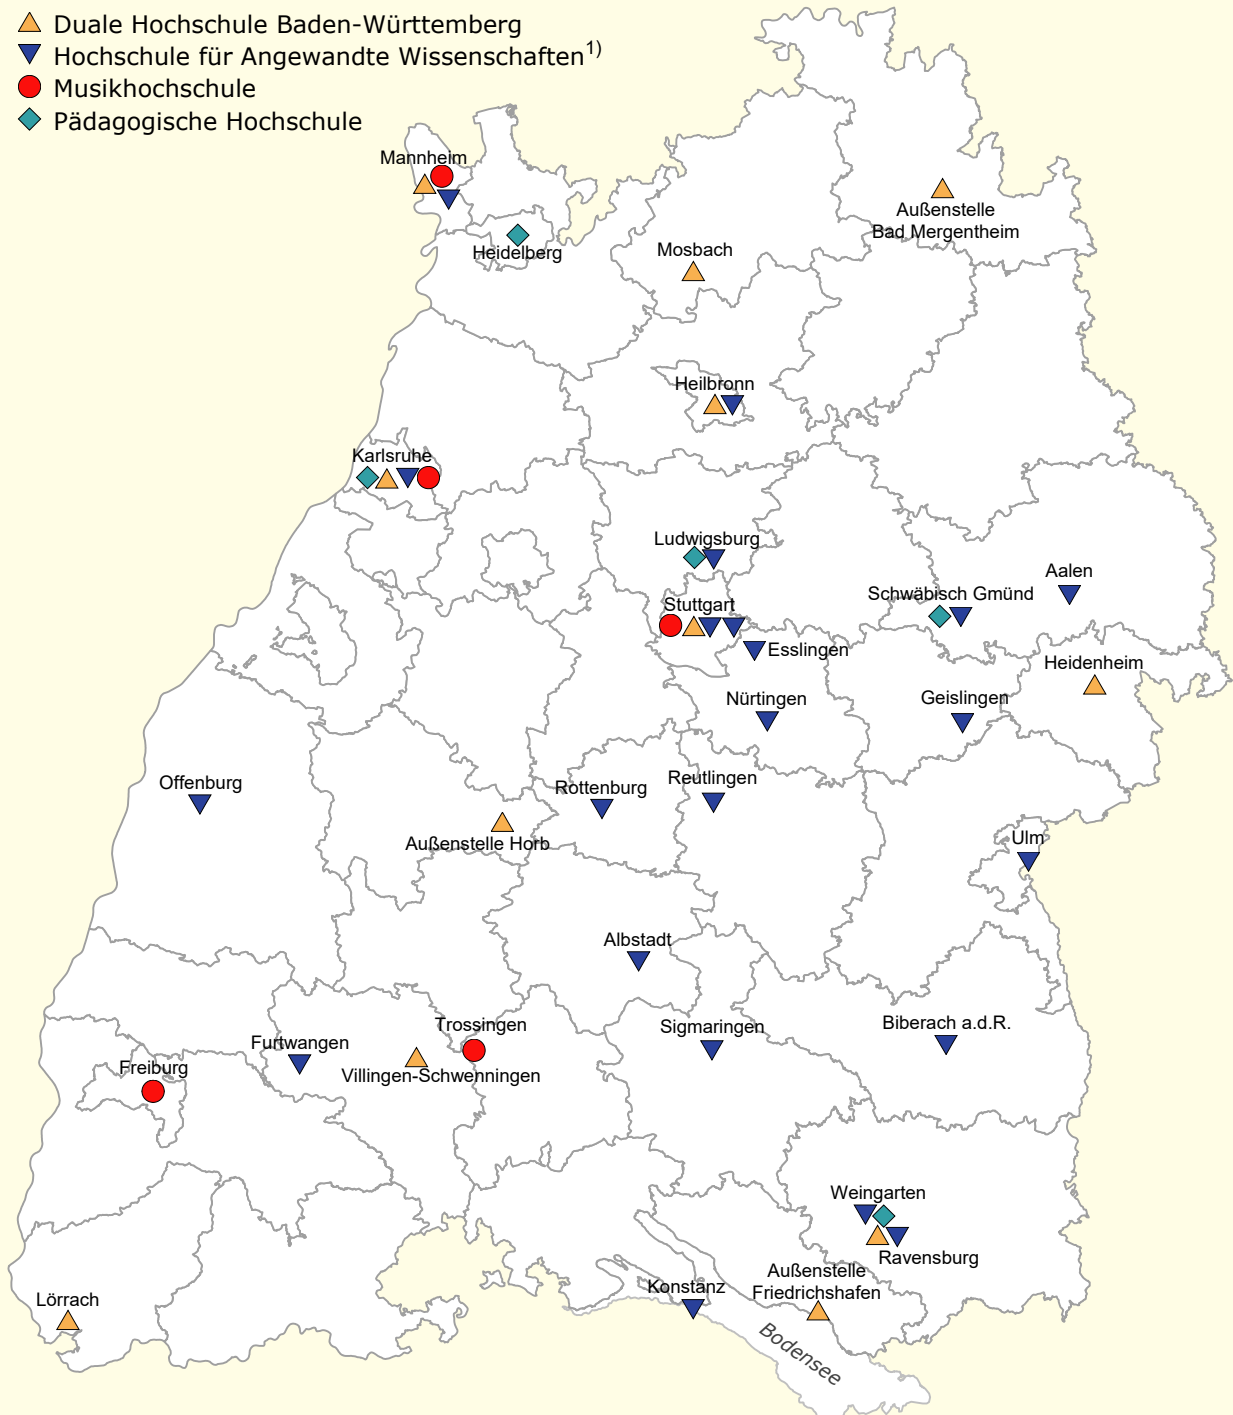 Duale Hochschule Baden-Württemberg
Hochschule für Angewandte Wissenschaften1)
Musikhochschule
Pädagogische Hochschule
Mannheim
Außenstelle
Bad Mergentheim
Heidelberg
Mosbach
Heilbronn
Karlsruhe
Ludwigsburg
Aalen
Schwäbisch Gmünd
Stuttgart
Esslingen
Heidenheim
Nürtingen
Geislingen
Offenburg
Rottenburg
Reutlingen
Außenstelle Horb
Ulm
Albstadt
Trossingen
Sigmaringen
Biberach a.d.R.
Furtwangen
Villingen-Schwenningen
Freiburg
Weingarten
Ravensburg
Außenstelle
Friedrichshafen
Konstanz
Lörrach
Bodensee